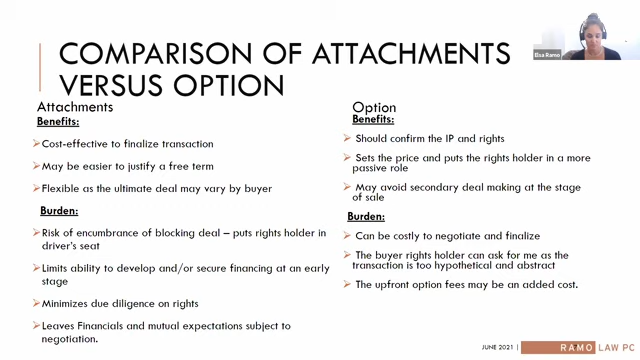 COMPARISON OF ATTACHMENTS
VERSUS OPTION
Elsa Ramo
Attachments
Benefits:
Cost-effective to finalize transaction
May be easier to justify a free term
Flexible as the ultimate deal may vary by buyer
Burden:
Risk of encumbrance of blocking deal – puts rights holder in
driver's seat
Limits ability to develop and/or secure financing at an early
stage
Minimizes due diligence on rights
Leaves Financials and mutual expectations subject to
negotiation.
Option
Benefits:
Should confirm the IP and rights
Sets the price and puts the rights holder in a more
passive role
May avoid secondary deal making at the stage
of sale
Burden:
Can be costly to negotiate and finalize
The buyer rights holder can ask for me as the
transaction is too hypothetical and abstract
The upfront option fees may be an added cost.
JUNE 2021
RAMO LAW PC